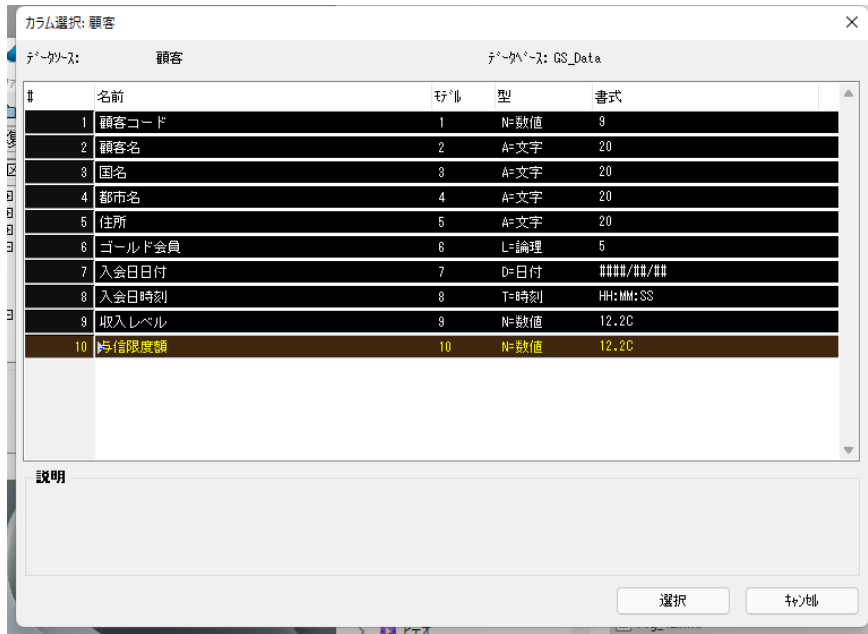 カラム選択: 顧客
ﾃﾞｰﾀｿｰｽ: 顧客 ﾃﾞｰﾀﾍﾞｰｽ: GS_Data
# 名前 ﾓﾃﾞﾙ 型 書式
1 顧客コード 1 N=数値 9
2 顧客名 2 A=文字 20
3 国名 3 A=文字 20
4 都市名 4 A=文字 20
5 住所 5 A=文字 20
6 ゴールド会員 6 L=論理 5
7 入会日日付 7 D=日付 ####/##/##
8 入会日時刻 8 T=時刻 HH:MM:SS
9 収入レベル 9 N=数値 12.2C
10 与信限度額 10 N=数値 12.2C
説明
選択 ｷｬﾝｾﾙ
ビデオ